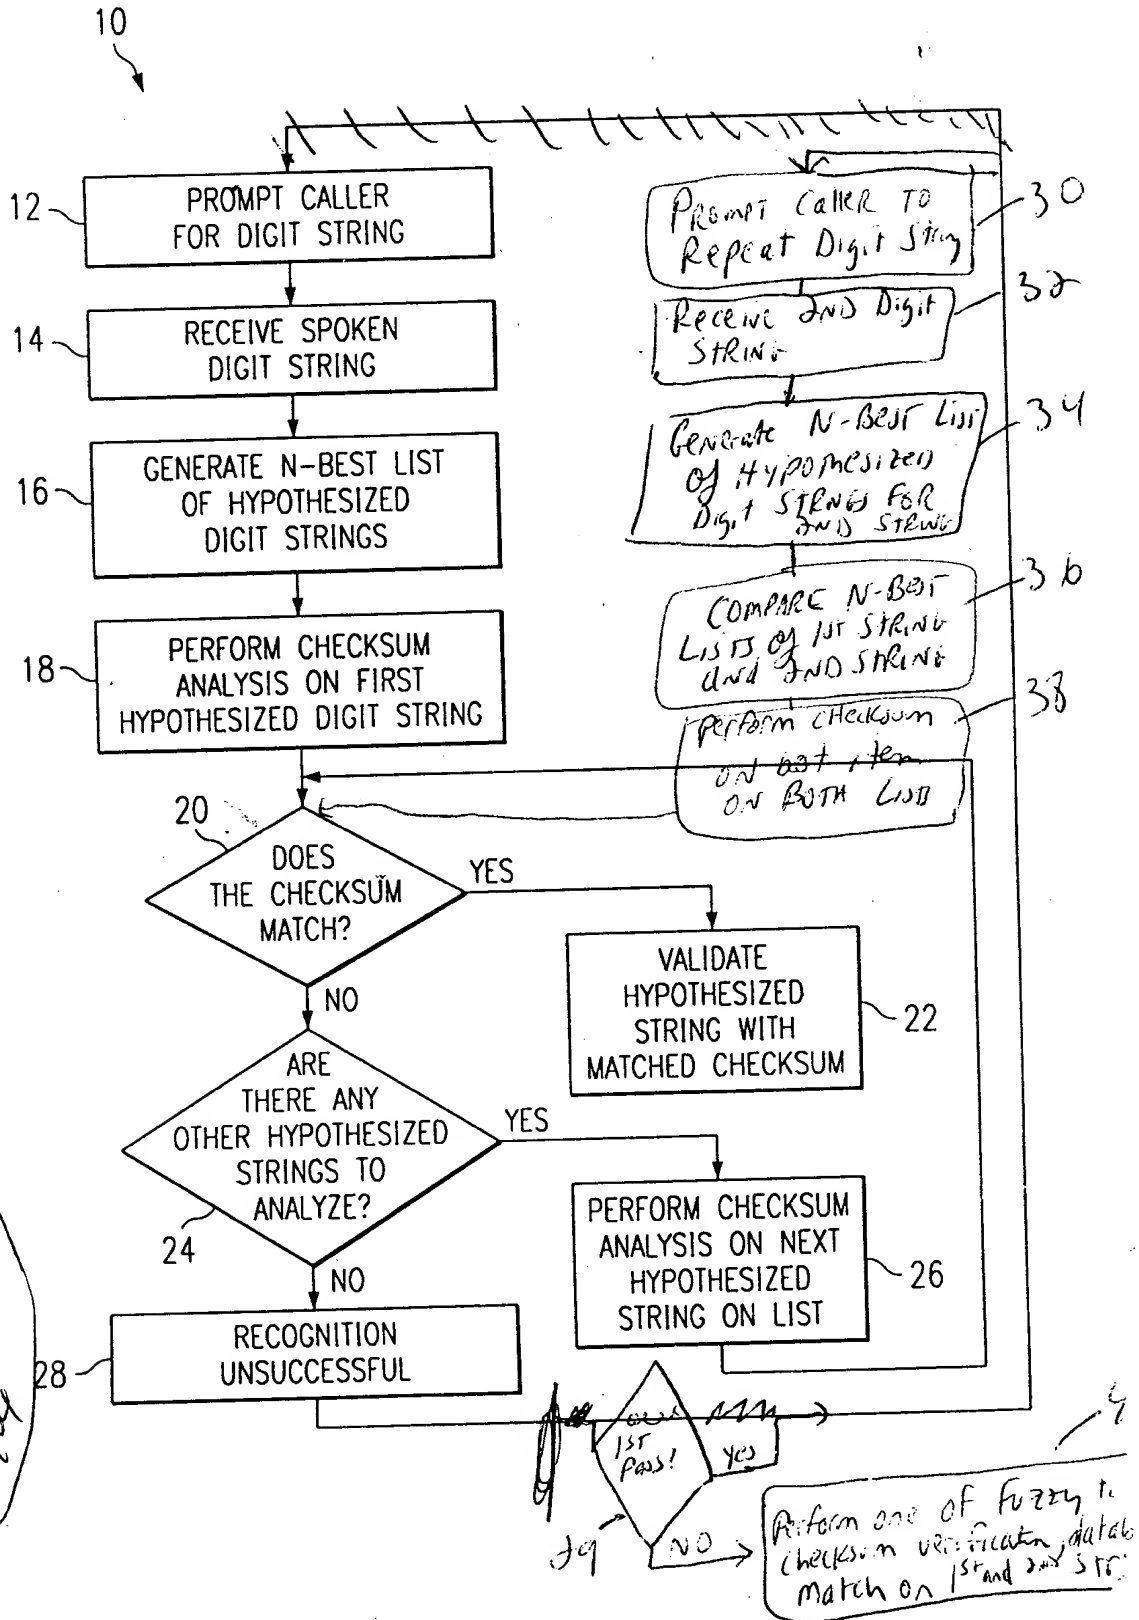 10
12
PROMPT CALLER
FOR DIGIT STRING
14
RECEIVE SPOKEN
DIGIT STRING
16
GENERATE N-BEST LIST
OF HYPOTHESIZED
DIGIT STRINGS
18
PERFORM CHECKSUM
ANALYSIS ON FIRST
HYPOTHESIZED DIGIT STRING
PROMPT Caller TO
Repeat Digit String
30
Receive 2ND Digit
STRING
32
Generate N-Best List
of HYPOTHESIZED
Digit STRINGS FOR
2ND STRING
34
COMPARE N-BEST
LISTS of 1ST STRING
and 2ND STRING
36
Perform CHecksum
ON item
ON BOTH LISTS
38
20
DOES
THE CHECKSUM
MATCH?
YES
NO
VALIDATE
HYPOTHESIZED
STRING WITH
MATCHED CHECKSUM
22
ARE
THERE ANY
OTHER HYPOTHESIZED
STRINGS TO
ANALYZE?
24
YES
NO
PERFORM CHECKSUM
ANALYSIS ON NEXT
HYPOTHESIZED
STRING ON LIST
26
28
RECOGNITION
UNSUCCESSFUL
1ST
Pass?
yes
29
NO
4
Perform one of Fuzzy
checksum verification, datab
Match on 1st and 2nd STR